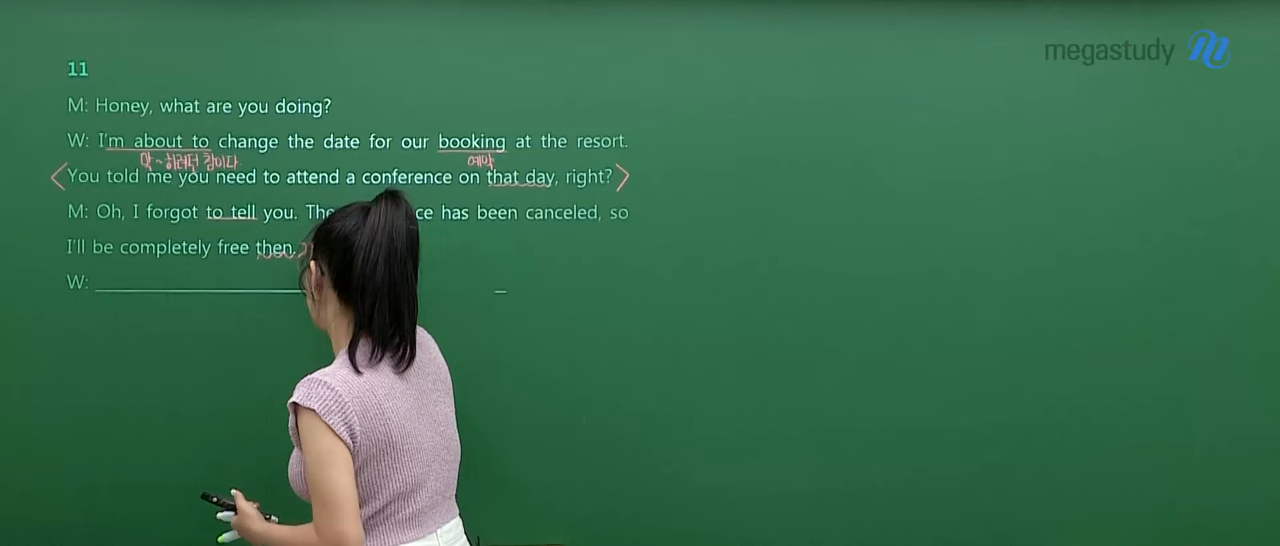 megastudy
11
M: Honey, what are you doing?
W: I'm about to change the date for our booking at the resort.
막~하려던 참이다.
예약
You told me you need to attend a conference on that day, right?
M: Oh, I forgot to tell you. ce has been canceled, so
I'll be completely free then.
W: